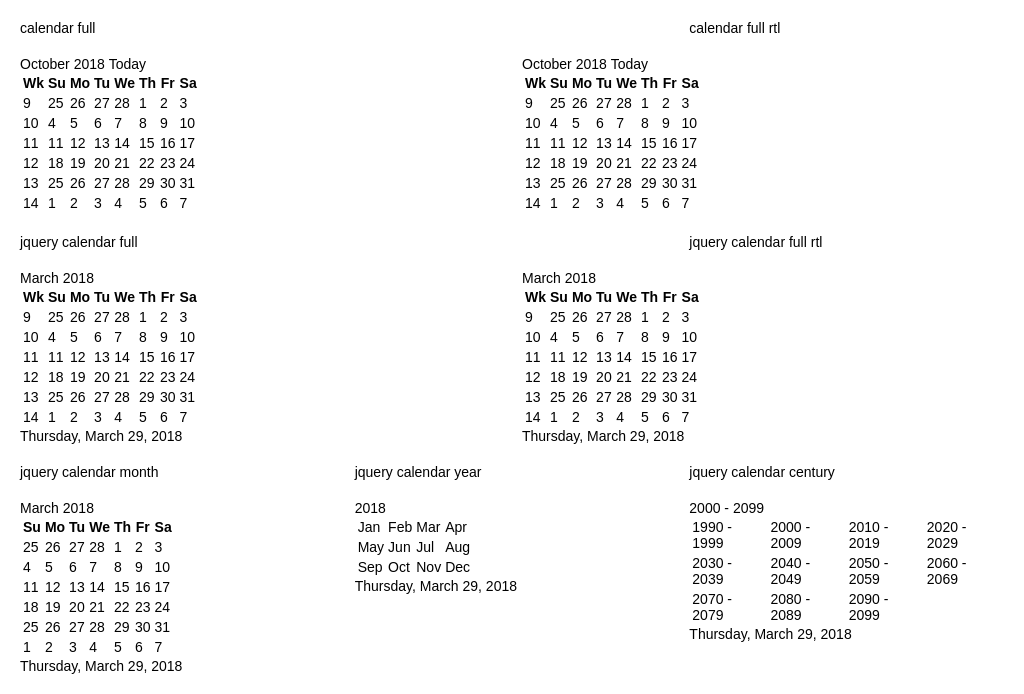 calendar full
calendar full rtl
October 2018 Today
Wk Su Mo Tu We Th Fr Sa
9 25 26 27 28 1 2 3
10 4 5 6 7 8 9 10
11 11 12 13 14 15 16 17
12 18 19 20 21 22 23 24
13 25 26 27 28 29 30 31
14 1 2 3 4 5 6 7
October 2018 Today
Wk Su Mo Tu We Th Fr Sa
9 25 26 27 28 1 2 3
10 4 5 6 7 8 9 10
11 11 12 13 14 15 16 17
12 18 19 20 21 22 23 24
13 25 26 27 28 29 30 31
14 1 2 3 4 5 6 7
jquery calendar full
jquery calendar full rtl
March 2018
Wk Su Mo Tu We Th Fr Sa
9 25 26 27 28 1 2 3
10 4 5 6 7 8 9 10
11 11 12 13 14 15 16 17
12 18 19 20 21 22 23 24
13 25 26 27 28 29 30 31
14 1 2 3 4 5 6 7
Thursday, March 29, 2018
March 2018
Wk Su Mo Tu We Th Fr Sa
9 25 26 27 28 1 2 3
10 4 5 6 7 8 9 10
11 11 12 13 14 15 16 17
12 18 19 20 21 22 23 24
13 25 26 27 28 29 30 31
14 1 2 3 4 5 6 7
Thursday, March 29, 2018
jquery calendar month
March 2018
Su Mo Tu We Th Fr Sa
25 26 27 28 1 2 3
4 5 6 7 8 9 10
11 12 13 14 15 16 17
18 19 20 21 22 23 24
25 26 27 28 29 30 31
1 2 3 4 5 6 7
Thursday, March 29, 2018
jquery calendar year
2018
Jan Feb Mar Apr
May Jun Jul Aug
Sep Oct Nov Dec
Thursday, March 29, 2018
jquery calendar century
2000 - 2099
1990 - 2000 - 2010 - 2020 -
1999 2009 2019 2029
2030 - 2040 - 2050 - 2060 -
2039 2049 2059 2069
2070 - 2080 - 2090 -
2079 2089 2099
Thursday, March 29, 2018